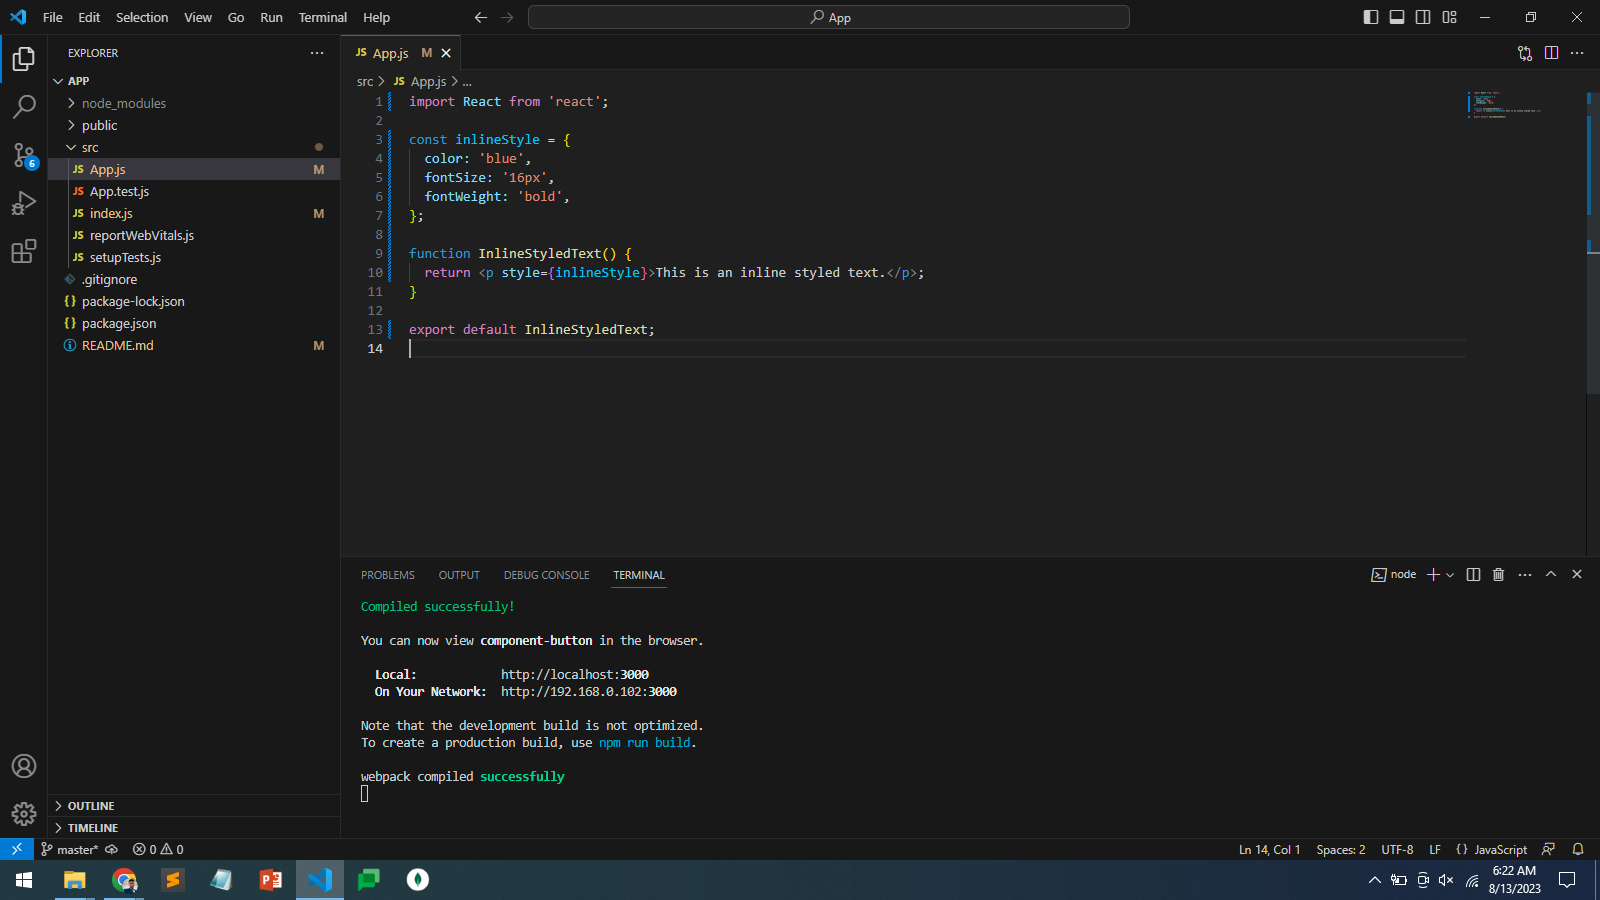 File Edit Selection View Go Run Terminal Help
App
EXPLORER
APP
node_modules
public
src
JS App.js M
JS App.test.js
JS index.js M
JS reportWebVitals.js
JS setupTests.js
.gitignore
{} package-lock.json
{} package.json
README.md M
OUTLINE
TIMELINE
6
JS App.js M
src > JS App.js > ...
1 import React from 'react';
2
3 const inlineStyle = {
4 color: 'blue',
5 fontSize: '16px',
6 fontWeight: 'bold',
7 };
8
9 function InlineStyledText() {
10 return <p style={inlineStyle}>This is an inline styled text.</p>;
11 }
12
13 export default InlineStyledText;
14
PROBLEMS OUTPUT DEBUG CONSOLE TERMINAL
node
Compiled successfully!
You can now view component-button in the browser.
Local: http://localhost:3000
On Your Network: http://192.168.0.102:3000
Note that the development build is not optimized.
To create a production build, use npm run build.
webpack compiled successfully
master* 0 0
Ln 14, Col 1 Spaces: 2 UTF-8 LF {} JavaScript
6:22 AM
8/13/2023